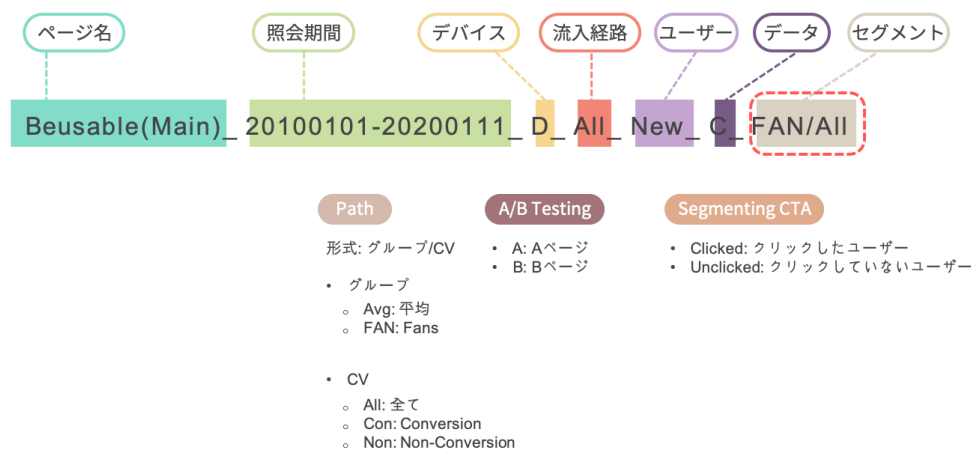 ページ名 照会期間 デバイス 流入経路 ユーザー データ セグメント
Beusable(Main)_ 20100101-20200111_ D_ All_ New_ C_ FAN/All
Path
形式: グループ/CV
• グループ
○ Avg: 平均
○ FAN: Fans
• CV
○ All: 全て
○ Con: Conversion
○ Non: Non-Conversion
A/B Testing
• A: Aページ
• B: Bページ
Segmenting CTA
• Clicked: クリックしたユーザー
• Unclicked: クリックしていないユーザー